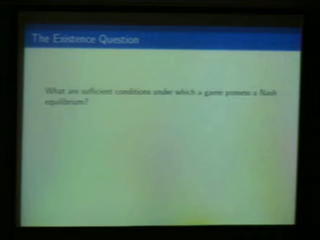 The Existence Question
What are sufficient conditions under which a game possess a Nash
equilibrium?